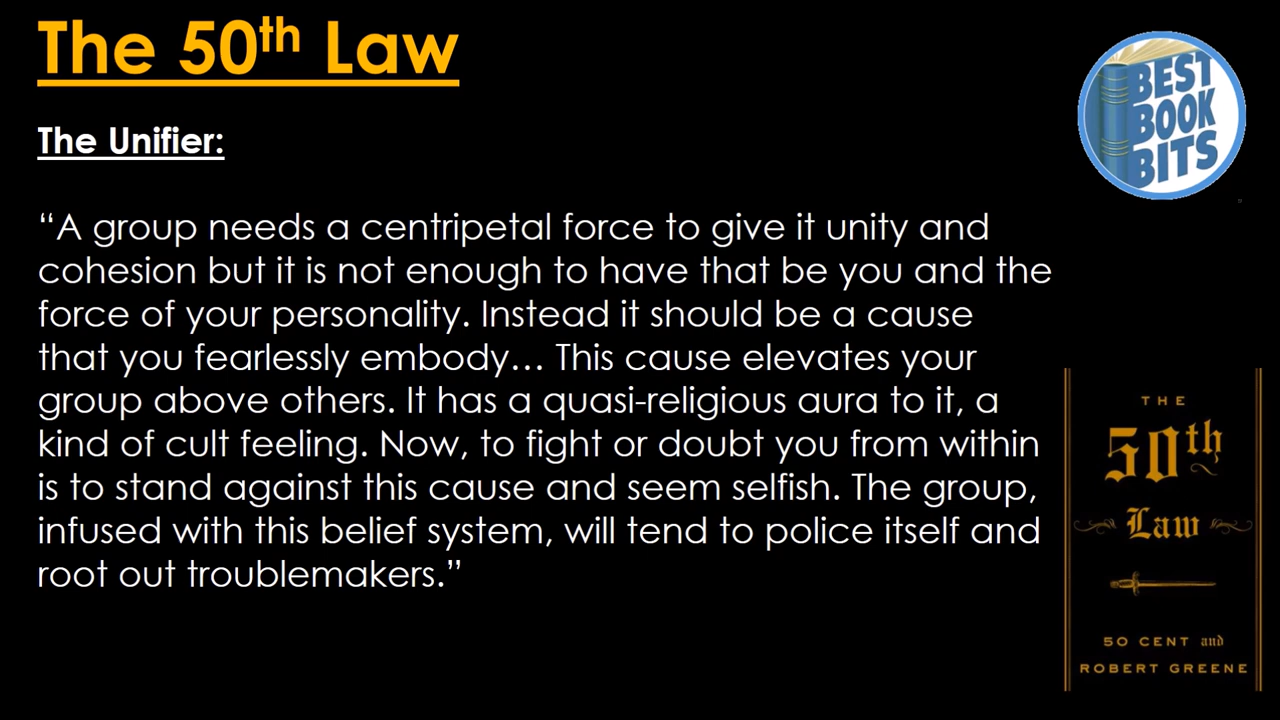 The 50th Law
BEST
BOOK
BITS
The Unifier:
“A group needs a centripetal force to give it unity and
cohesion but it is not enough to have that be you and the
force of your personality. Instead it should be a cause
that you fearlessly embody… This cause elevates your
group above others. It has a quasi-religious aura to it, a
kind of cult feeling. Now, to fight or doubt you from within
is to stand against this cause and seem selfish. The group,
infused with this belief system, will tend to police itself and
root out troublemakers.”
THE
50th
Law
50 CENT and
ROBERT GREENE